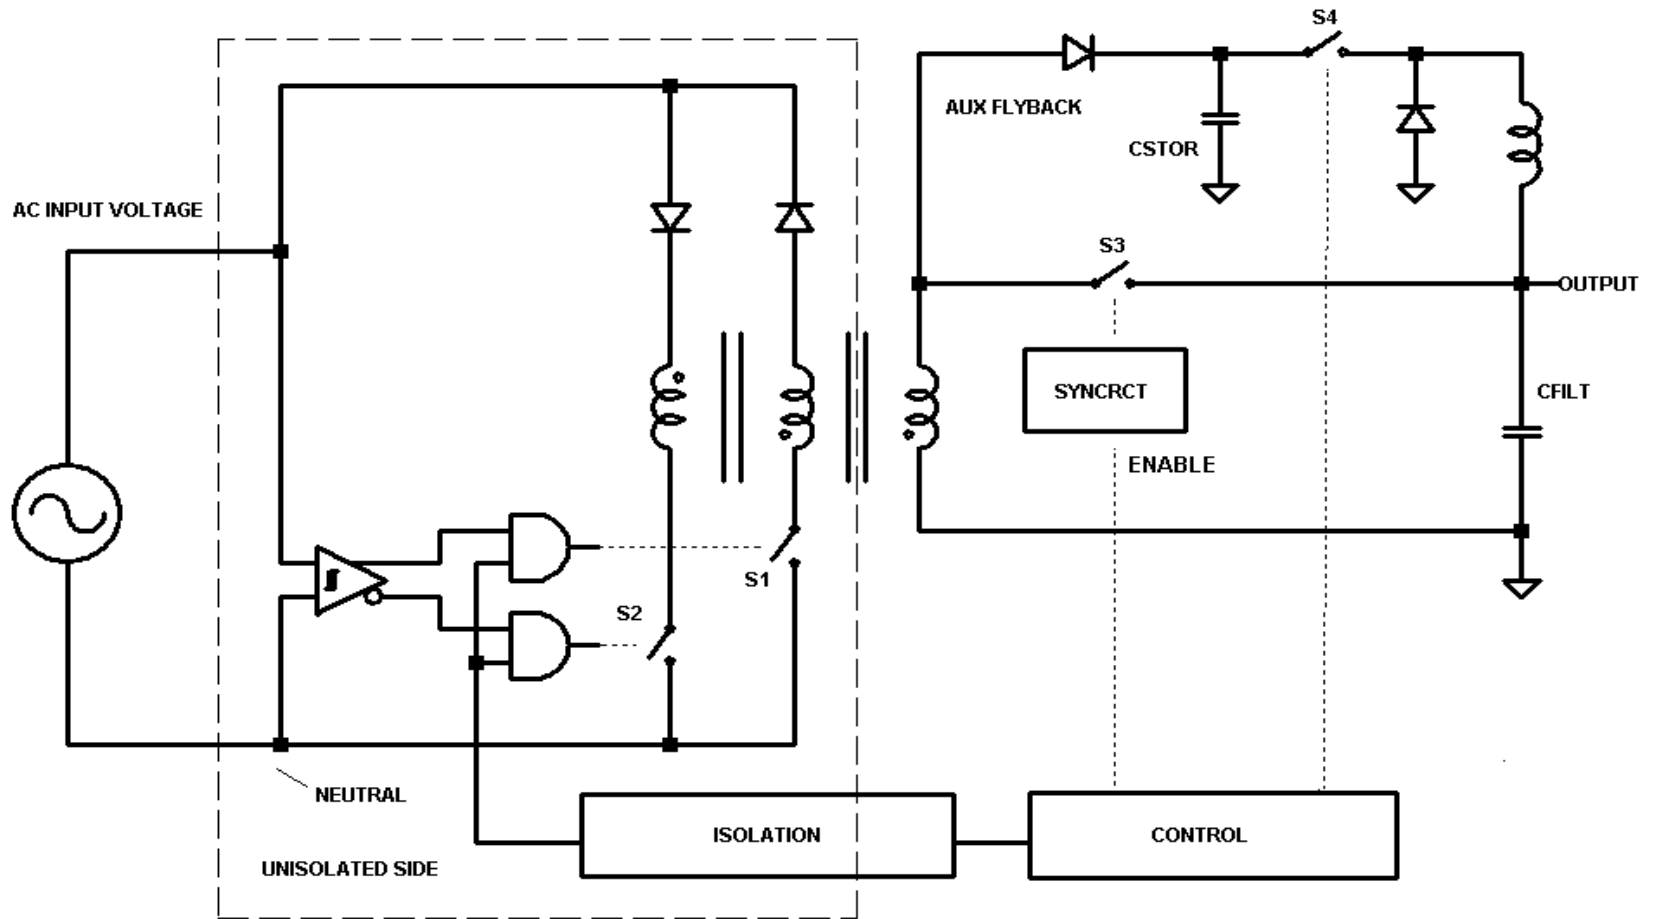 S4
AUX FLYBACK
CSTOR
AC INPUT VOLTAGE
S3
OUTPUT
SYNCRCT
CFILT
ENABLE
S1
S2
NEUTRAL
ISOLATION
CONTROL
UNISOLATED SIDE